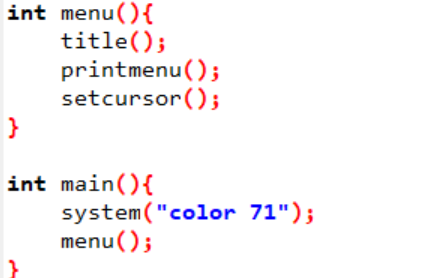 int menu(){
    title();
    printmenu();
    setcursor();
}

int main(){
    system("color 71");
    menu();
}